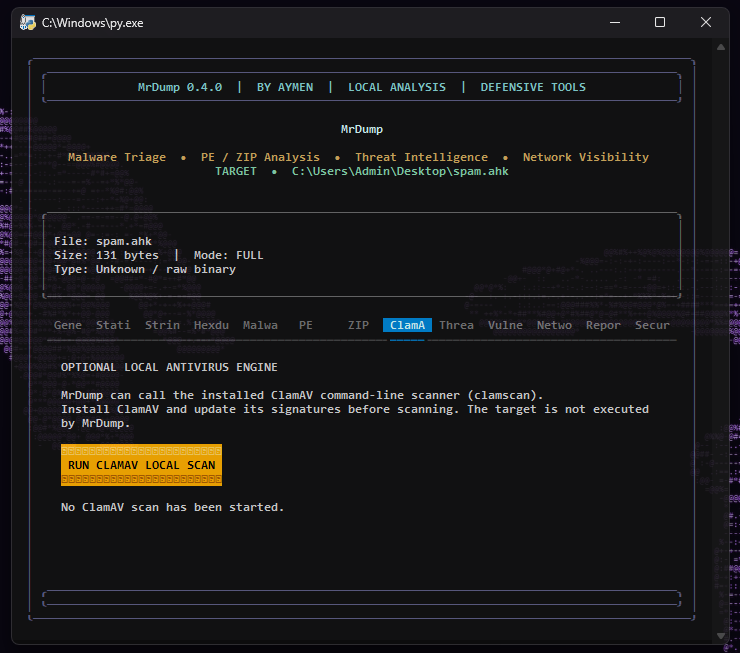 C:\Windows\py.exe
MrDump 0.4.0 | BY AYMEN | LOCAL ANALYSIS | DEFENSIVE TOOLS
MrDump
Malware Triage • PE / ZIP Analysis • Threat Intelligence • Network Visibility
TARGET • C:\Users\Admin\Desktop\spam.ahk
File: spam.ahk
Size: 131 bytes | Mode: FULL
Type: Unknown / raw binary
Gene Stati Strin Hexdu Malwa PE ZIP ClamA Threa Vulne Netwo Repor Secur
OPTIONAL LOCAL ANTIVIRUS ENGINE
MrDump can call the installed ClamAV command-line scanner (clamscan).
Install ClamAV and update its signatures before scanning. The target is not executed
by MrDump.
RUN CLAMAV LOCAL SCAN
No ClamAV scan has been started.